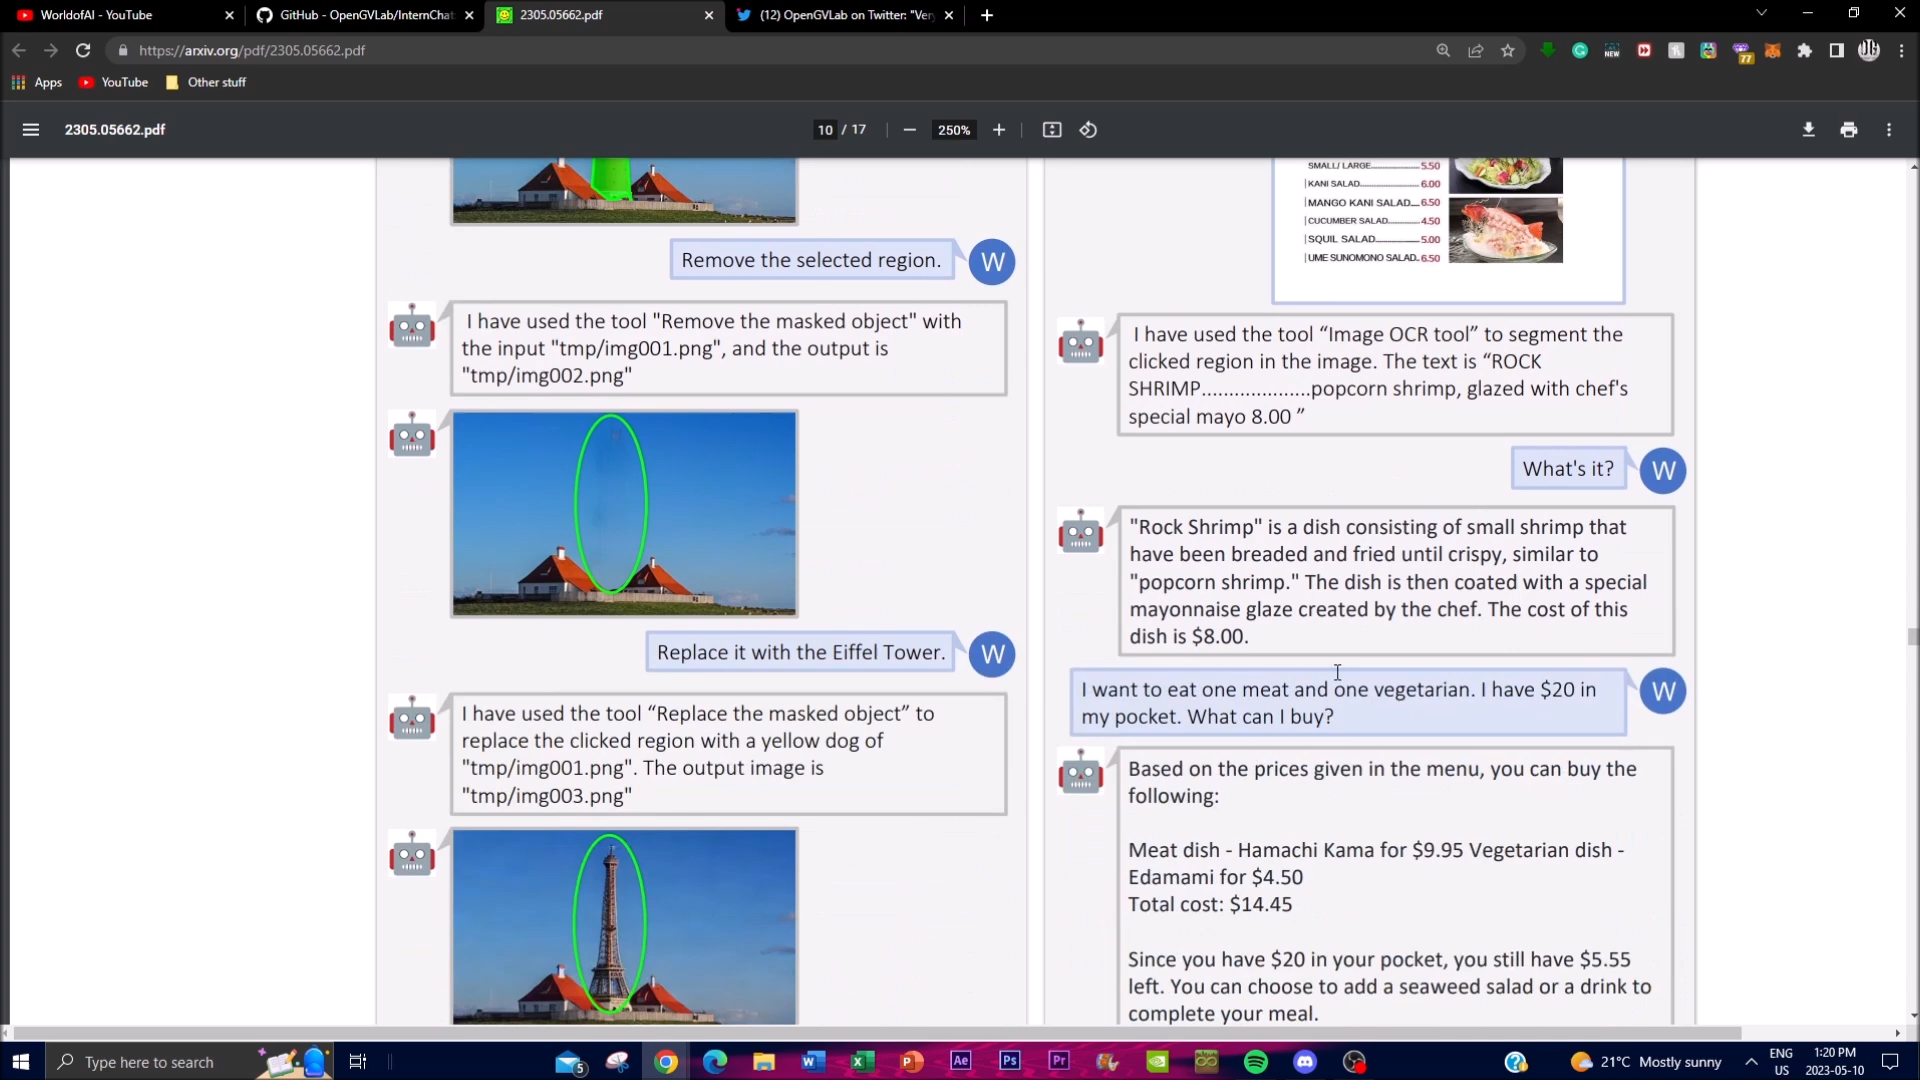 WorldofAI - YouTube
GitHub - OpenGVLab/InternChat
2305.05662.pdf
(12) OpenGVLab on Twitter: "Very
https://arxiv.org/pdf/2305.05662.pdf
NEW
77
Apps
YouTube
Other stuff
2305.05662.pdf
10 / 17
250%
Remove the selected region.
W
I have used the tool "Remove the masked object" with
the input "tmp/img001.png", and the output is
"tmp/img002.png"
Replace it with the Eiffel Tower.
W
I have used the tool “Replace the masked object” to
replace the clicked region with a yellow dog of
"tmp/img001.png". The output image is
"tmp/img003.png"
SMALL/ LARGE 5.50
KANI SALAD 6.00
MANGO KANI SALAD 6.50
CUCUMBER SALAD 4.50
SQUIL SALAD 5.00
UME SUNOMONO SALAD 6.50
I have used the tool “Image OCR tool” to segment the
clicked region in the image. The text is “ROCK
SHRIMP....................popcorn shrimp, glazed with chef's
special mayo 8.00 ”
What's it?
W
"Rock Shrimp" is a dish consisting of small shrimp that
have been breaded and fried until crispy, similar to
"popcorn shrimp." The dish is then coated with a special
mayonnaise glaze created by the chef. The cost of this
dish is $8.00.
I want to eat one meat and one vegetarian. I have $20 in
my pocket. What can I buy?
W
Based on the prices given in the menu, you can buy the
following:
Meat dish - Hamachi Kama for $9.95 Vegetarian dish -
Edamami for $4.50
Total cost: $14.45
Since you have $20 in your pocket, you still have $5.55
left. You can choose to add a seaweed salad or a drink to
complete your meal.
Type here to search
5
Ae
Ps
Pr
21°C Mostly sunny
ENG
US
1:20 PM
2023-05-10